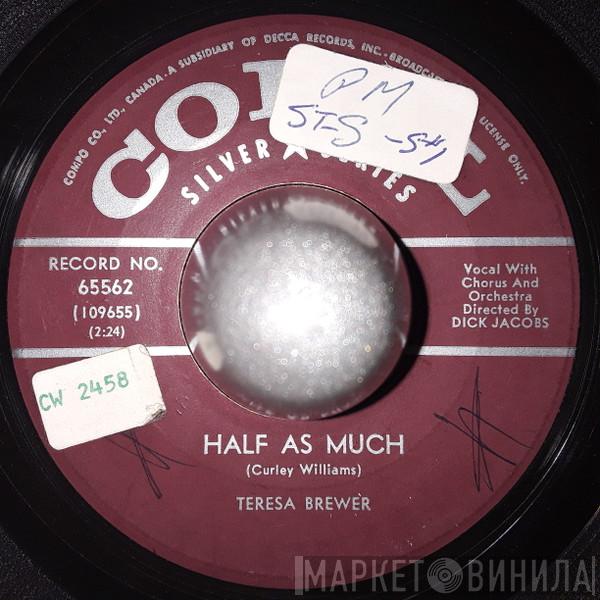 COMPO CO., LTD., CANADA · A SUBSIDIARY OF DECCA RECORDS, INC. · LICENSE ONLY.
SILVER
PM
STS -S#1
RECORD NO.
65562
(109655)
(2:24)
Vocal With
Chorus And
Orchestra
Directed By
DICK JACOBS
CW 2458
HALF AS MUCH
(Curley Williams)
TERESA BREWER
МАРКЕТ ВИНИЛА